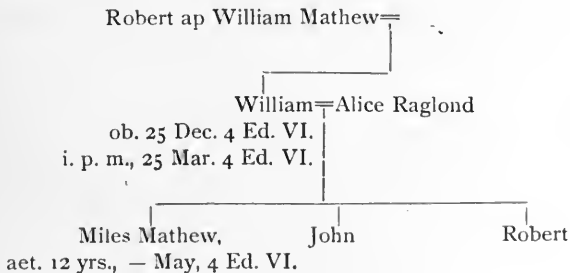 Robert ap William Mathew=
William=Alice Raglond
ob. 25 Dec. 4 Ed. VI.
i. p. m., 25 Mar. 4 Ed. VI.
Miles Mathew, John Robert
aet. 12 yrs., — May, 4 Ed. VI.